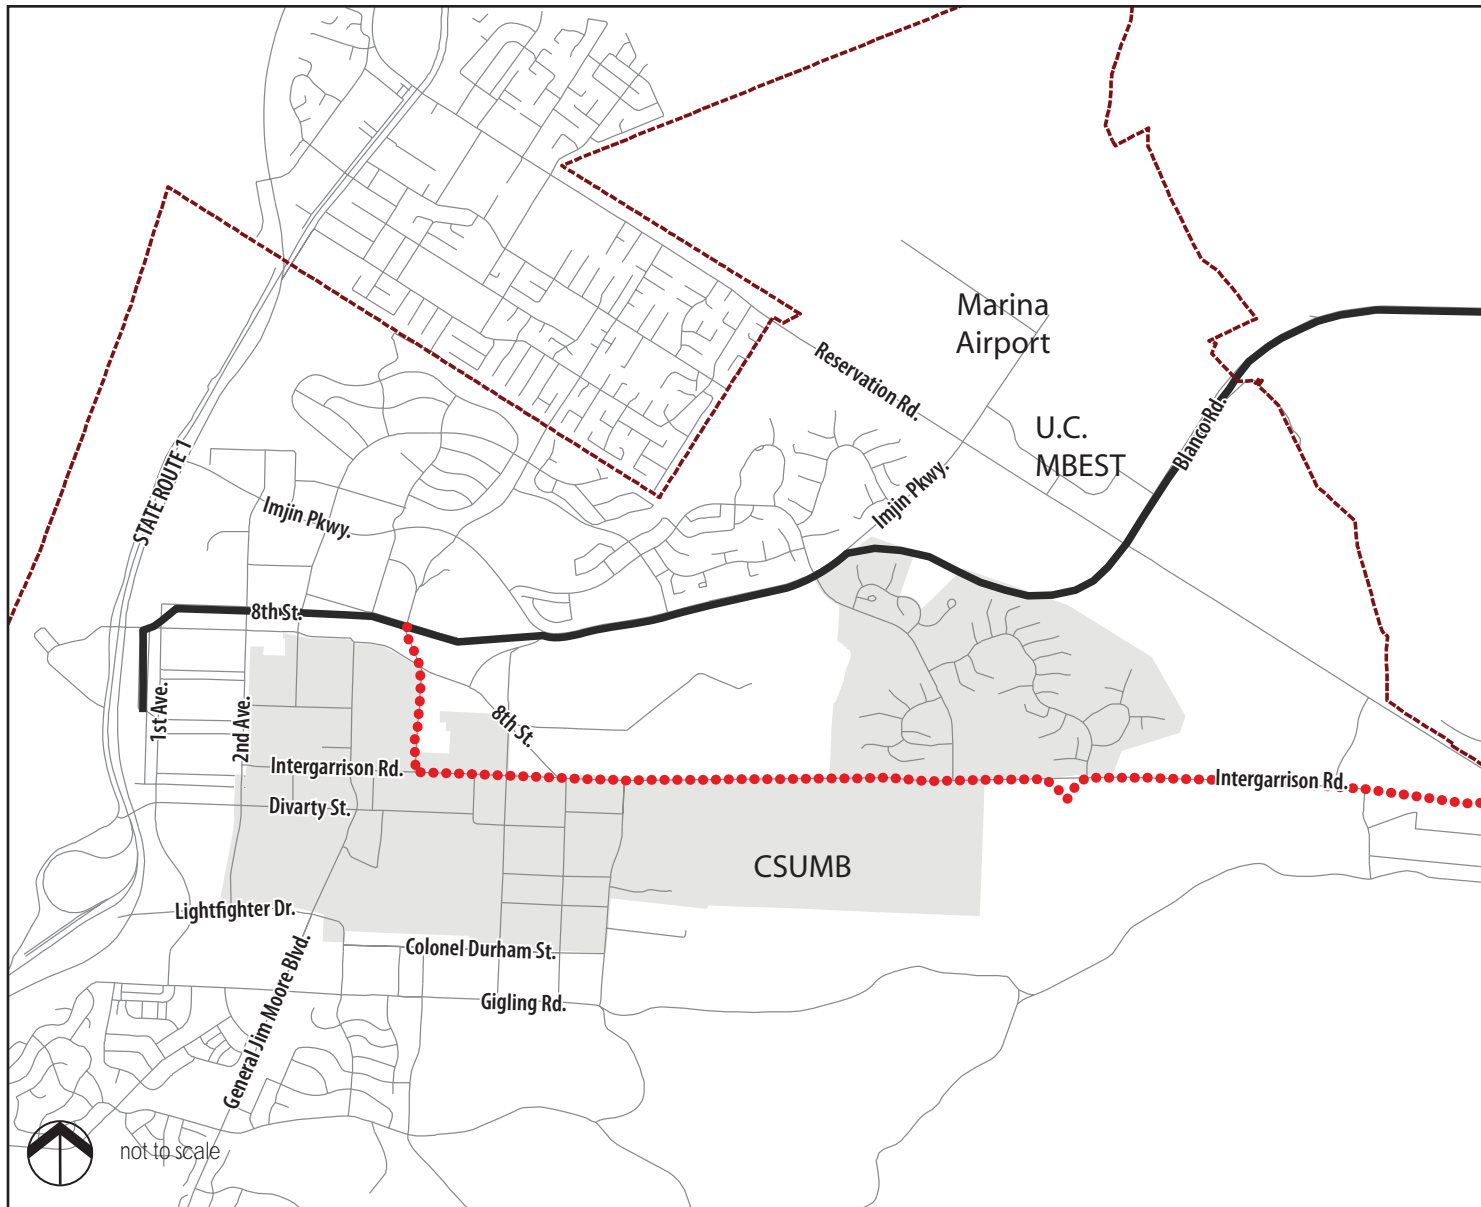 Marina
Airport
Reservation Rd.
U.C.
MBEST
Blanco Rd.
STATE ROUTE 1
Imjin Pkwy.
Imjin Pkwy.
8th St.
1st Ave.
2nd Ave.
8th St.
Intergarrison Rd.
Intergarrison Rd.
Divarty St.
CSUMB
Lightfighter Dr.
Colonel Durham St.
Gigling Rd.
General Jim Moore Blvd.
not to scale